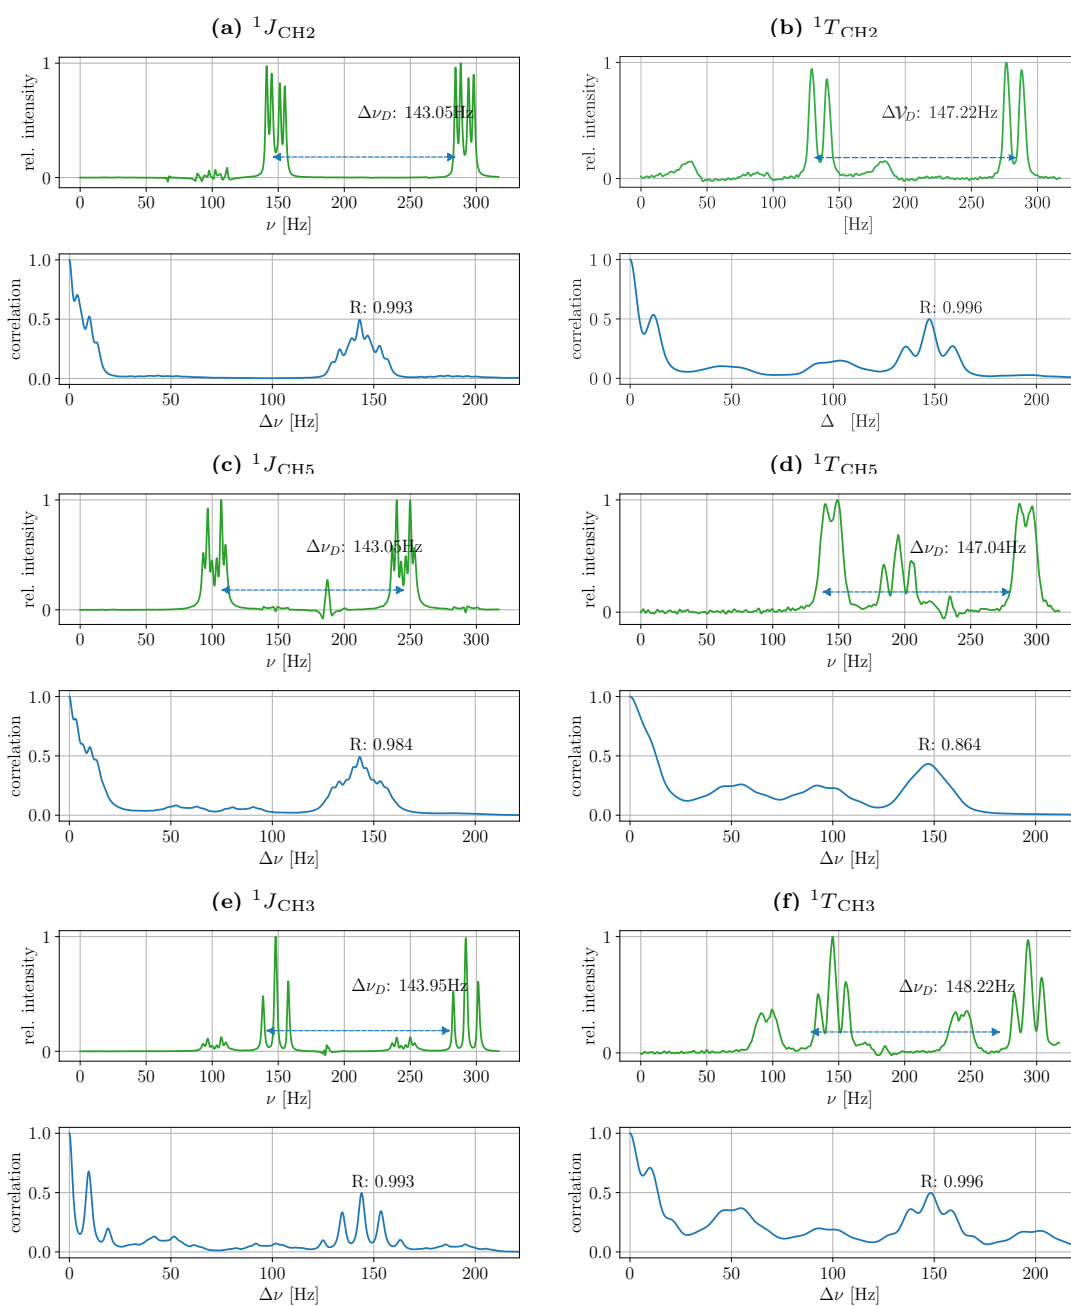 (a) ¹J_CH2
rel. intensity
1
0
Δν_D: 143.05Hz
0 50 100 150 200 250 300
ν [Hz]
correlation
1.0
0.5
0.0
R: 0.993
0 50 100 150 200
Δν [Hz]
(b) ¹T_CH2
rel. intensity
1
0
Δν_D: 147.22Hz
0 50 100 150 200 250 300
[Hz]
correlation
1 0
0.5
0 0
R: 0.996
0 50 100 150 200
Δ [Hz]
(c) ¹J_CH5
rel. intensity
1
0
Δν_D: 143.05Hz
0 50 100 150 200 250 300
ν [Hz]
correlation
1.0
0.5
0.0
R: 0.984
0 50 100 150 200
Δν [Hz]
(d) ¹T_CH5
rel. intensity
1
0
Δν_D: 147.04Hz
0 50 100 150 200 250 300
ν [Hz]
correlation
1.0
0.5
0.0
R: 0.864
0 50 100 150 200
Δν [Hz]
(e) ¹J_CH3
rel. intensity
1
0
Δν_D: 143.95Hz
0 50 100 150 200 250 300
ν [Hz]
correlation
1.0
0.5
0.0
R: 0.993
0 50 100 150 200
Δν [Hz]
(f) ¹T_CH3
rel. intensity
1
0
Δν_D: 148.22Hz
0 50 100 150 200 250 300
ν [Hz]
correlation
1.0
0.5
0.0
R: 0.996
0 50 100 150 200
Δν [Hz]